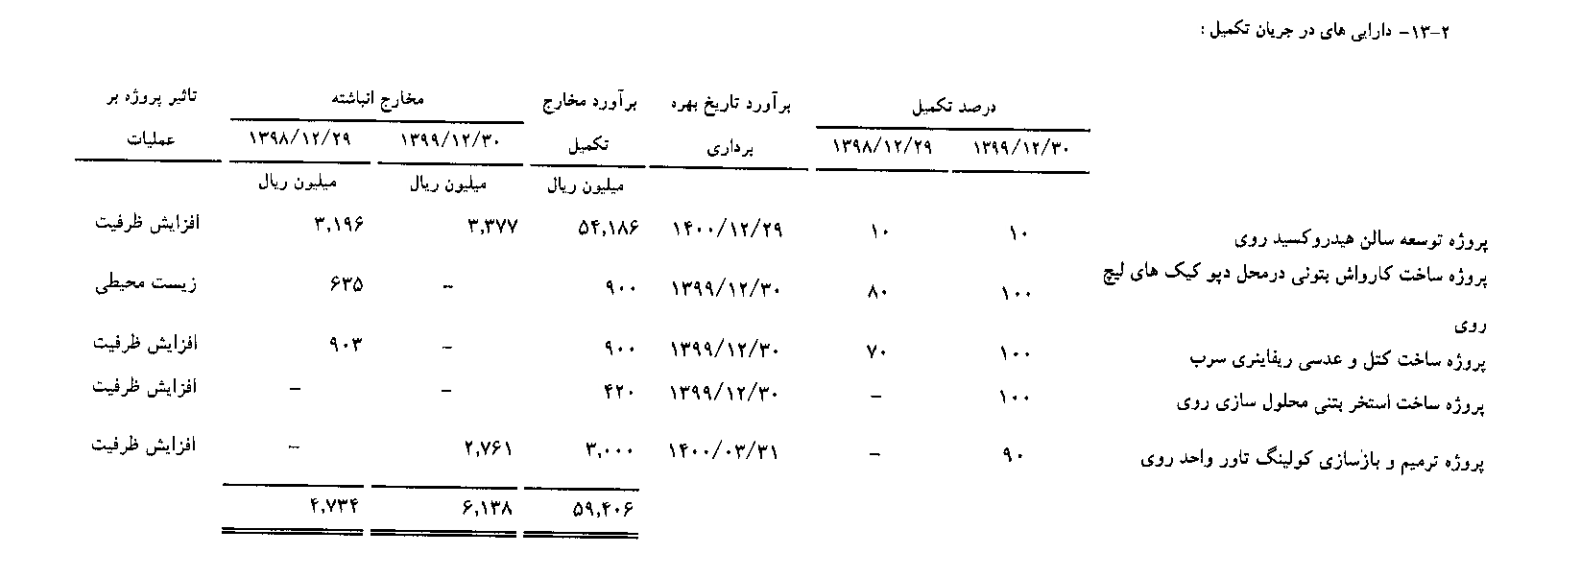 ۱۳-۲- دارایی های در جریان تکمیل :
درصد تکمیل برآورد تاریخ بهره برآورد مخارج مخارج انباشته تاثیر پروژه بر
۱۳۹۹/۱۲/۳۰ ۱۳۹۸/۱۲/۲۹ برداری تکمیل ۱۳۹۹/۱۲/۳۰ ۱۳۹۸/۱۲/۲۹ عملیات
میلیون ریال میلیون ریال میلیون ریال
پروژه توسعه سالن هیدروکسید روی ۱۰ ۱۰ ۱۴۰۰/۱۲/۲۹ ۵۴,۱۸۶ ۳,۳۷۷ ۳,۱۹۶ افزایش ظرفیت
پروژه ساخت کارواش بتونی درمحل دپو کیک های لیچ ۱۰۰ ۸۰ ۱۳۹۹/۱۲/۳۰ ۹۰۰ - ۶۳۵ زیست محیطی
روی
پروژه ساخت کتل و عدسی ریفاینری سرب ۱۰۰ ۷۰ ۱۳۹۹/۱۲/۳۰ ۹۰۰ - ۹۰۳ افزایش ظرفیت
پروژه ساخت استخر بتنی محلول سازی روی ۱۰۰ - ۱۳۹۹/۱۲/۳۰ ۴۲۰ - - افزایش ظرفیت
پروژه ترمیم و بازسازی کولینگ تاور واحد روی ۹۰ - ۱۴۰۰/۰۳/۳۱ ۳,۰۰۰ ۲,۷۶۱ - افزایش ظرفیت
۵۹,۴۰۶ ۶,۱۳۸ ۴,۷۳۴